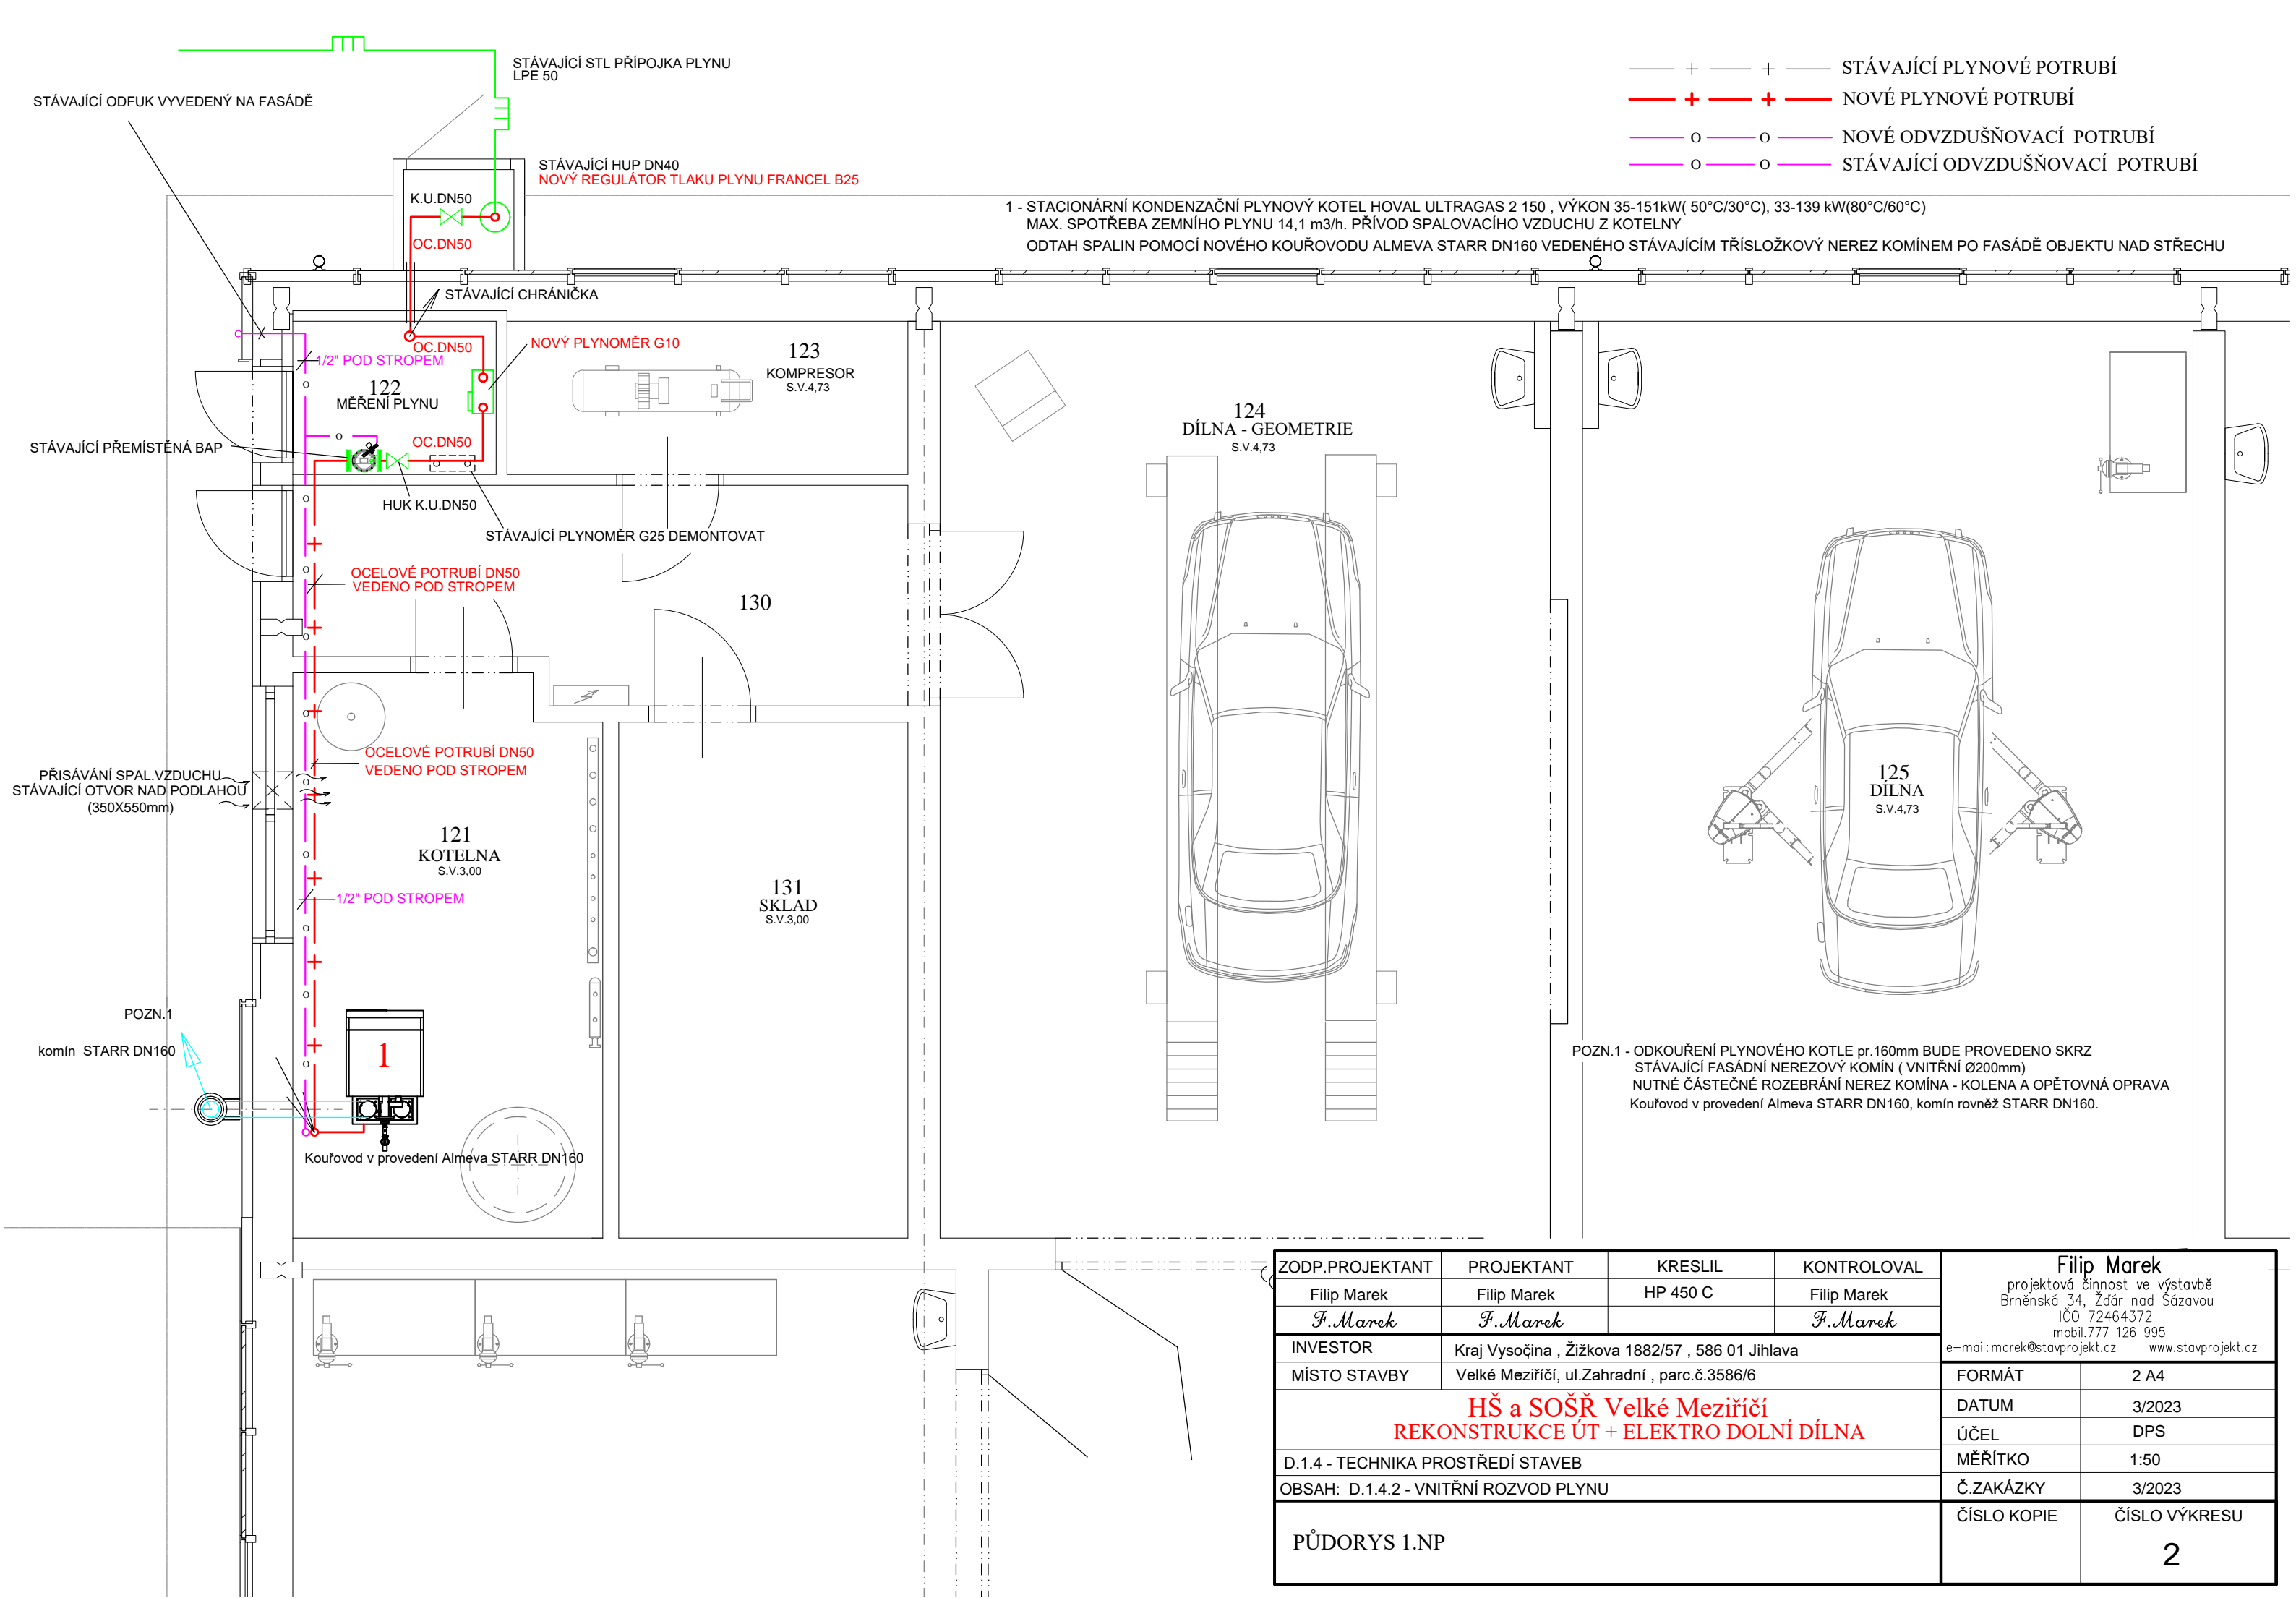 STÁVAJÍCÍ STL PŘÍPOJKA PLYNU
LPE 50
STÁVAJÍCÍ ODFUK VYVEDENÝ NA FASÁDĚ
STÁVAJÍCÍ PLYNOVÉ POTRUBÍ
NOVÉ PLYNOVÉ POTRUBÍ
NOVÉ ODVZDUŠŇOVACÍ POTRUBÍ
STÁVAJÍCÍ ODVZDUŠŇOVACÍ POTRUBÍ
STÁVAJÍCÍ HUP DN40
NOVÝ REGULÁTOR TLAKU PLYNU FRANCEL B25
K.U.DN50
OC.DN50
1 - STACIONÁRNÍ KONDENZAČNÍ PLYNOVÝ KOTEL HOVAL ULTRAGAS 2 150 , VÝKON 35-151kW( 50°C/30°C), 33-139 kW(80°C/60°C)
MAX. SPOTŘEBA ZEMNÍHO PLYNU 14,1 m3/h. PŘÍVOD SPALOVACÍHO VZDUCHU Z KOTELNY
ODTAH SPALIN POMOCÍ NOVÉHO KOUŘOVODU ALMEVA STARR DN160 VEDENÉHO STÁVAJÍCÍM TŘÍSLOŽKOVÝ NEREZ KOMÍNEM PO FASÁDĚ OBJEKTU NAD STŘECHU
STÁVAJÍCÍ CHRÁNIČKA
OC.DN50
NOVÝ PLYNOMĚR G10
1/2" POD STROPEM
122
MĚŘENÍ PLYNU
123
KOMPRESOR
S.V.4,73
124
DÍLNA - GEOMETRIE
S.V.4,73
OC.DN50
STÁVAJÍCÍ PŘEMÍSTĚNÁ BAP
HUK K.U.DN50
STÁVAJÍCÍ PLYNOMĚR G25 DEMONTOVAT
OCELOVÉ POTRUBÍ DN50
VEDENO POD STROPEM
130
OCELOVÉ POTRUBÍ DN50
VEDENO POD STROPEM
PŘISÁVÁNÍ SPAL.VZDUCHU
STÁVAJÍCÍ OTVOR NAD PODLAHOU
(350X550mm)
125
DÍLNA
S.V.4,73
121
KOTELNA
S.V.3,00
1/2" POD STROPEM
131
SKLAD
S.V.3,00
POZN.1
komín STARR DN160
1
Kouřovod v provedení Almeva STARR DN160
POZN.1 - ODKOUŘENÍ PLYNOVÉHO KOTLE pr.160mm BUDE PROVEDENO SKRZ
STÁVAJÍCÍ FASÁDNÍ NEREZOVÝ KOMÍN ( VNITŘNÍ Ø200mm)
NUTNÉ ČÁSTEČNÉ ROZEBRÁNÍ NEREZ KOMÍNA - KOLENA A OPĚTOVNÁ OPRAVA
Kouřovod v provedení Almeva STARR DN160, komín rovněž STARR DN160.
ZODP.PROJEKTANT PROJEKTANT KRESLIL KONTROLOVAL
Filip Marek Filip Marek HP 450 C Filip Marek
F.Marek F.Marek F.Marek
INVESTOR Kraj Vysočina , Žižkova 1882/57 , 586 01 Jihlava
MÍSTO STAVBY Velké Meziříčí, ul.Zahradní , parc.č.3586/6
HŠ a SOŠŘ Velké Meziříčí
REKONSTRUKCE ÚT + ELEKTRO DOLNÍ DÍLNA
D.1.4 - TECHNIKA PROSTŘEDÍ STAVEB
OBSAH: D.1.4.2 - VNITŘNÍ ROZVOD PLYNU
PŮDORYS 1.NP
Filip Marek
projektová činnost ve výstavbě
Brněnská 34, Žďár nad Sázavou
IČO 72464372
mobil.777 126 995
e-mail:marek@stavprojekt.cz www.stavprojekt.cz
FORMÁT 2 A4
DATUM 3/2023
ÚČEL DPS
MĚŘÍTKO 1:50
Č.ZAKÁZKY 3/2023
ČÍSLO KOPIE ČÍSLO VÝKRESU
2